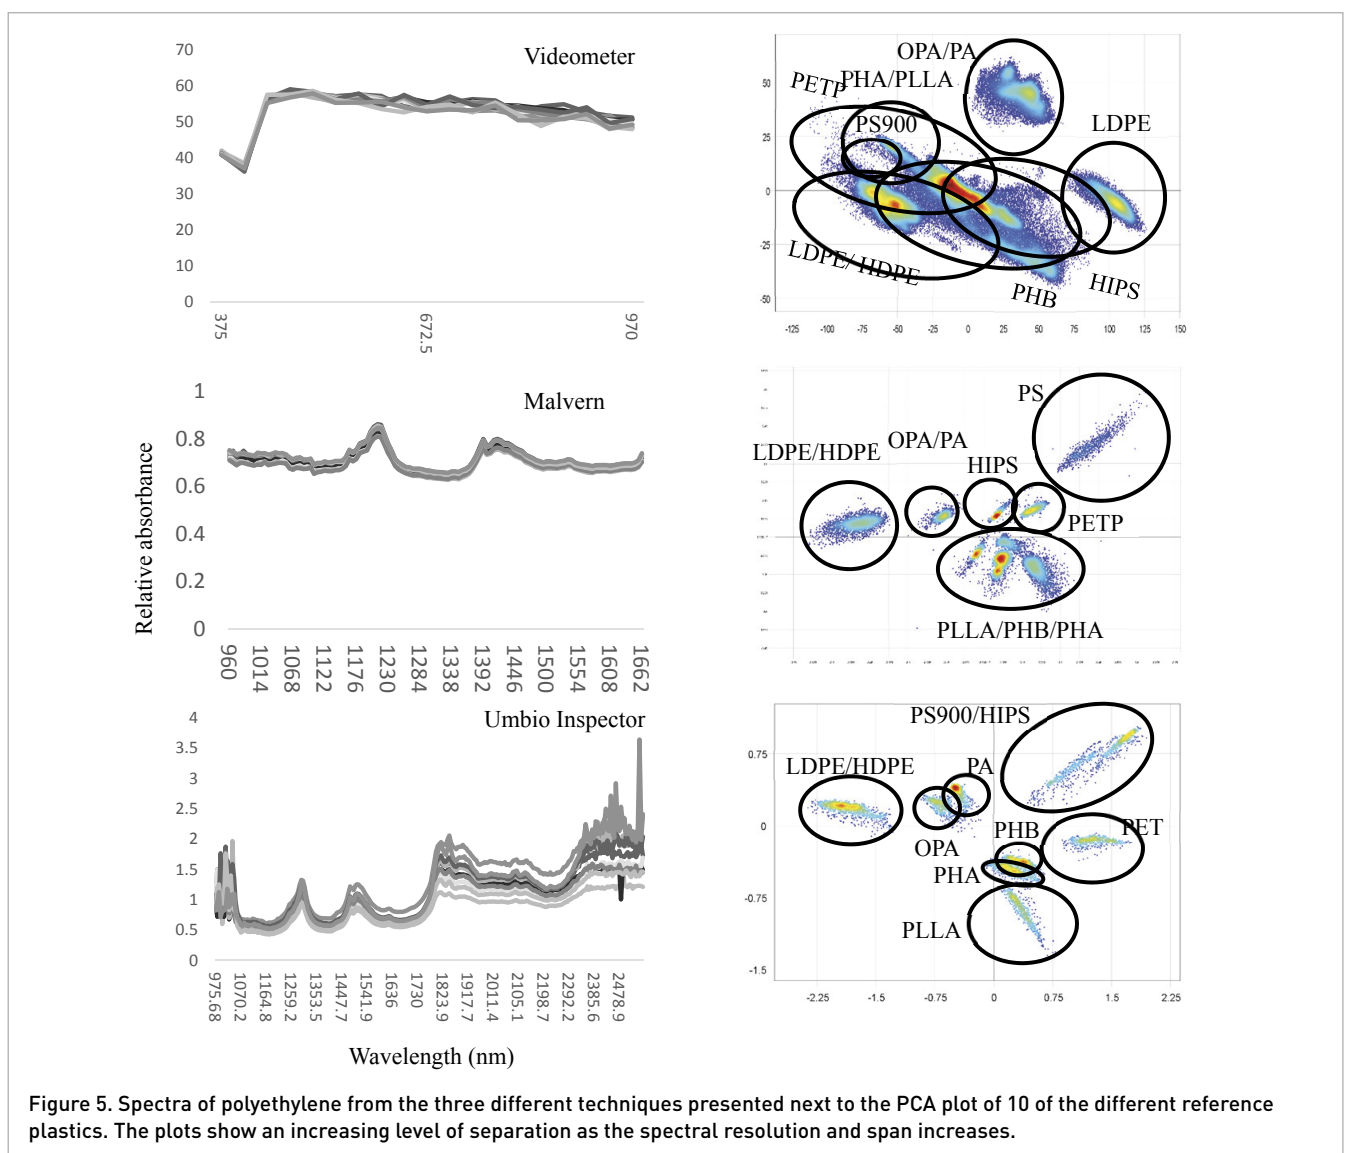 Videometer
70
60
50
40
30
20
10
0
375
672.5
970
OPA/PA
PETP
PHA/PLLA
PS900
LDPE
LDPE/ HDPE
PHB
HIPS
50
25
0
-25
-50
-125
-100
-75
-50
-25
0
25
50
75
100
125
150
Relative absorbance
Malvern
1
0.8
0.6
0.4
0.2
0
960
1014
1068
1122
1176
1230
1284
1338
1392
1446
1500
1554
1608
1662
PS
OPA/PA
LDPE/HDPE
HIPS
PETP
PLLA/PHB/PHA
Umbio Inspector
4
3.5
3
2.5
2
1.5
1
0.5
0
975.68
1070.2
1164.8
1259.2
1353.5
1447.7
1541.9
1636
1730
1823.9
1917.7
2011.4
2105.1
2198.7
2292.2
2385.6
2478.9
Wavelength (nm)
PS900/HIPS
LDPE/HDPE
PA
OPA
PHB
PET
PHA
PLLA
0.75
0
-0.75
-1.5
-2.25
-1.5
-0.75
0
0.75
1.5
2.25
Figure 5. Spectra of polyethylene from the three different techniques presented next to the PCA plot of 10 of the different reference
plastics. The plots show an increasing level of separation as the spectral resolution and span increases.